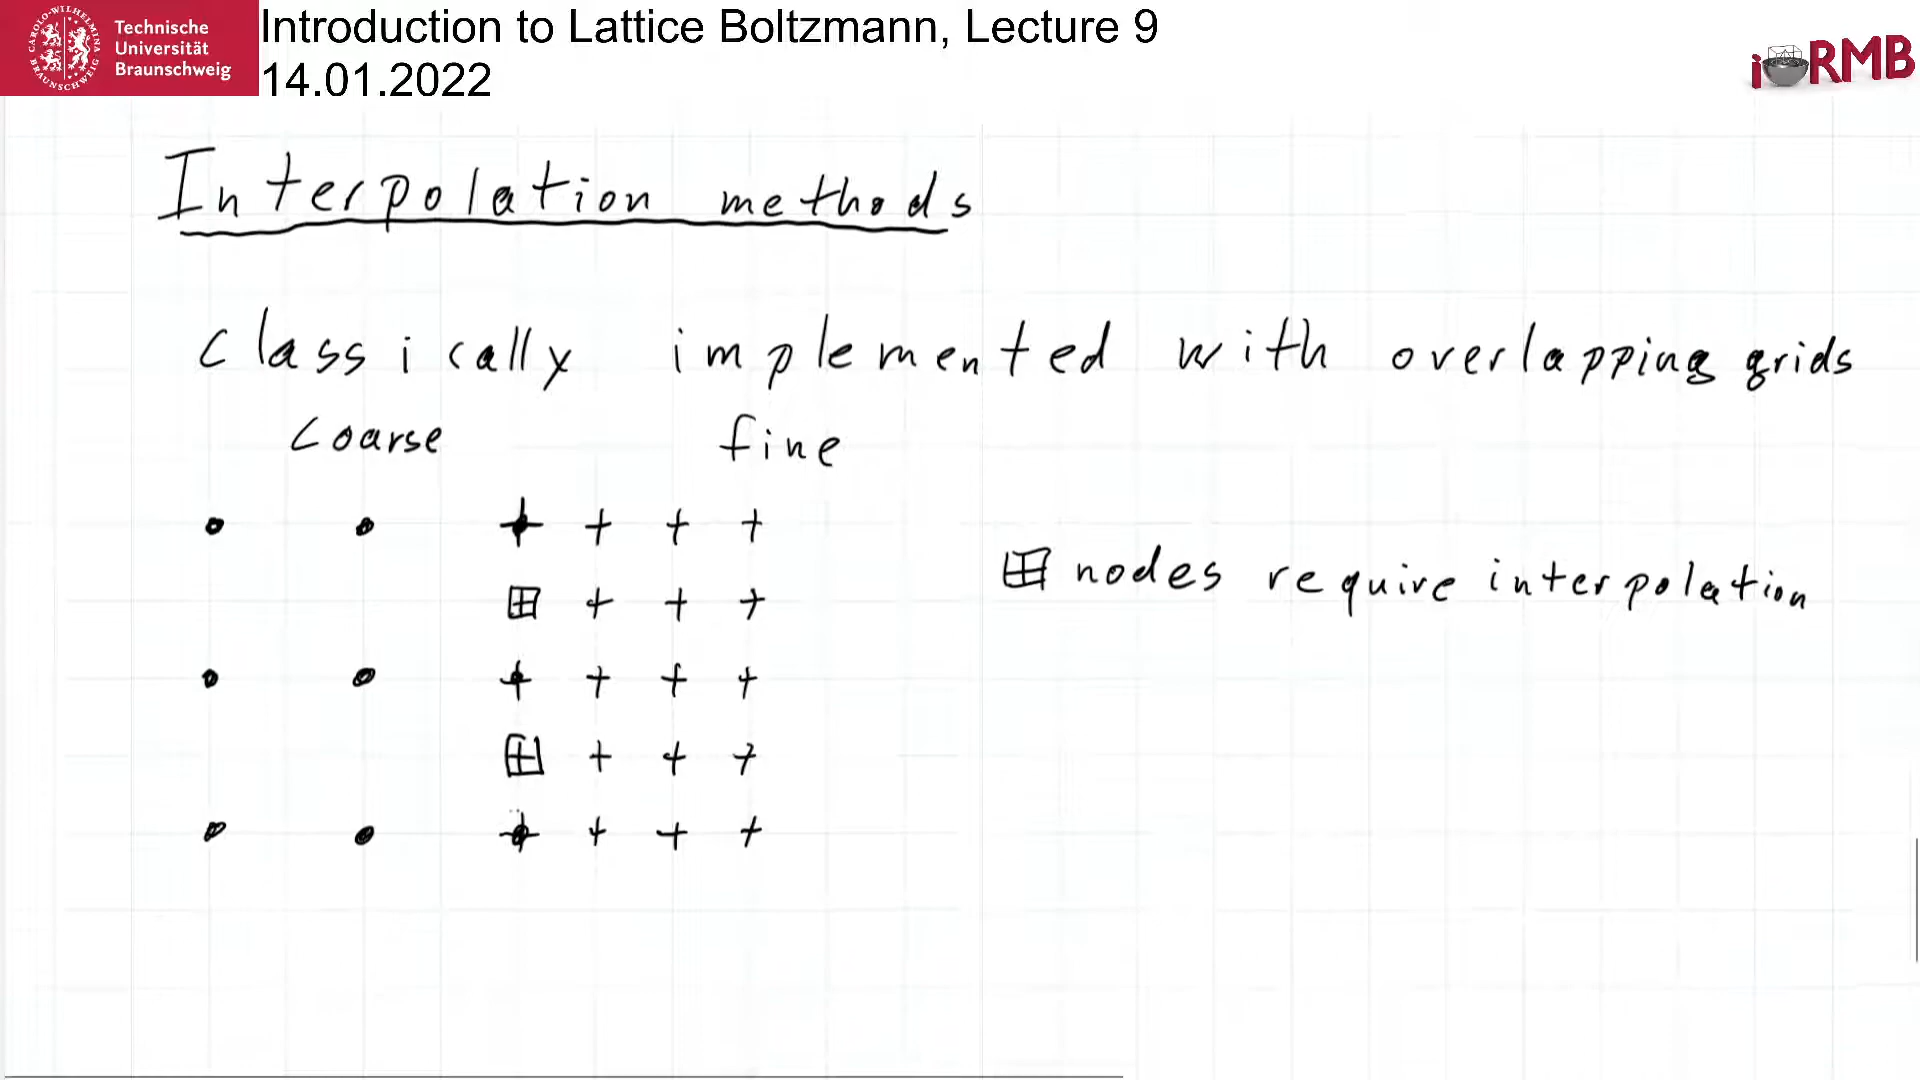 Technische
Universität
Braunschweig
Introduction to Lattice Boltzmann, Lecture 9
14.01.2022
iRMB
Interpolation methods
classically implemented with overlapping grids
coarse fine
nodes require interpolation